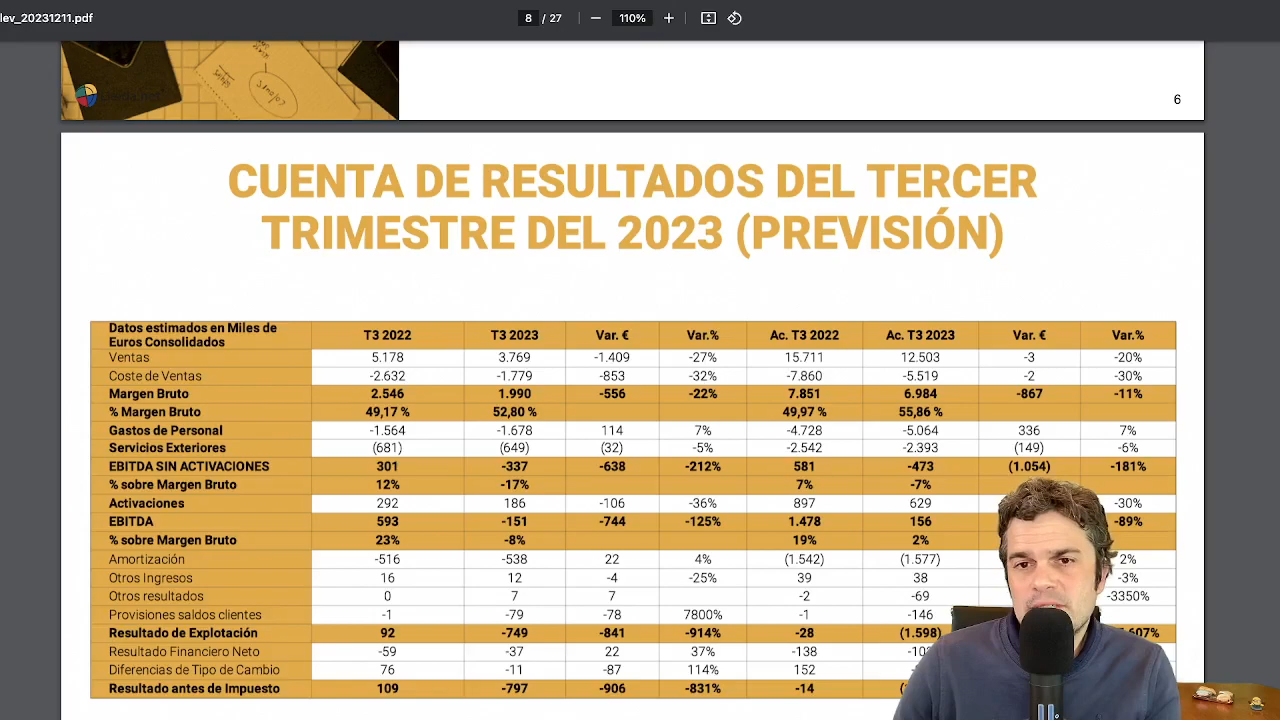 lev_20231211.pdf
8 / 27 — 110% +
6
CUENTA DE RESULTADOS DEL TERCER
TRIMESTRE DEL 2023 (PREVISIÓN)
Datos estimados en Miles de
Euros Consolidados T3 2022 T3 2023 Var. € Var.% Ac. T3 2022 Ac. T3 2023 Var. € Var.%
Ventas 5.178 3.769 -1.409 -27% 15.711 12.503 -3 -20%
Coste de Ventas -2.632 -1.779 -853 -32% -7.860 -5.519 -2 -30%
Margen Bruto 2.546 1.990 -556 -22% 7.851 6.984 -867 -11%
% Margen Bruto 49,17 % 52,80 % 49,97 % 55,86 %
Gastos de Personal -1.564 -1.678 114 7% -4.728 -5.064 336 7%
Servicios Exteriores (681) (649) (32) -5% -2.542 -2.393 (149) -6%
EBITDA SIN ACTIVACIONES 301 -337 -638 -212% 581 -473 (1.054) -181%
% sobre Margen Bruto 12% -17% 7% -7%
Activaciones 292 186 -106 -36% 897 629 -30%
EBITDA 593 -151 -744 -125% 1.478 156 -89%
% sobre Margen Bruto 23% -8% 19% 2%
Amortización -516 -538 22 4% (1.542) (1.577) 2%
Otros Ingresos 16 12 -4 -25% 39 38 -3%
Otros resultados 0 7 7 -2 -69 -3350%
Provisiones saldos clientes -1 -79 -78 7800% -1 -146
Resultado de Explotación 92 -749 -841 -914% -28 (1.598) 607%
Resultado Financiero Neto -59 -37 22 37% -138
Diferencias de Tipo de Cambio 76 -11 -87 114% 152
Resultado antes de Impuesto 109 -797 -906 -831% -14